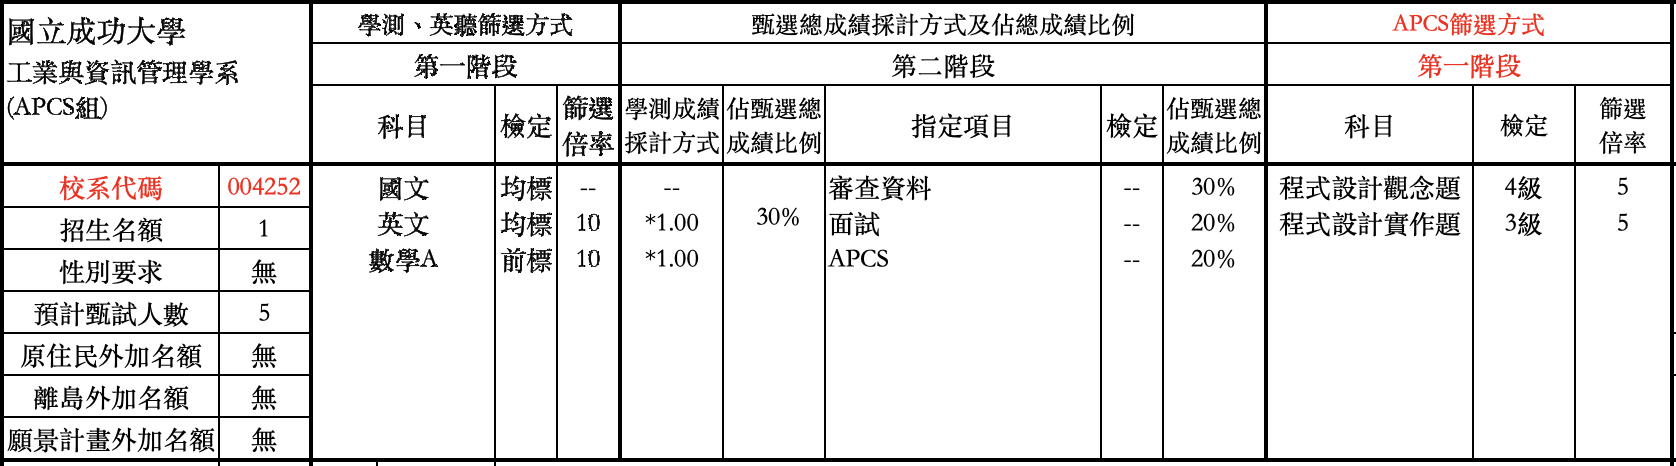 國立成功大學
工業與資訊管理學系
(APCS組)
學測、英聽篩選方式
甄選總成績採計方式及佔總成績比例
APCS篩選方式
第一階段
第二階段
第一階段
科目
檢定
篩選
倍率
學測成績
採計方式
佔甄選總
成績比例
指定項目
檢定
佔甄選總
成績比例
科目
檢定
篩選
倍率
校系代碼 004252
招生名額 1
性別要求 無
預計甄試人數 5
原住民外加名額 無
離島外加名額 無
願景計畫外加名額 無
國文 均標 -- --
英文 均標 10 *1.00
數學A 前標 10 *1.00
30%
審查資料 -- 30%
面試 -- 20%
APCS -- 20%
程式設計觀念題 4級 5
程式設計實作題 3級 5